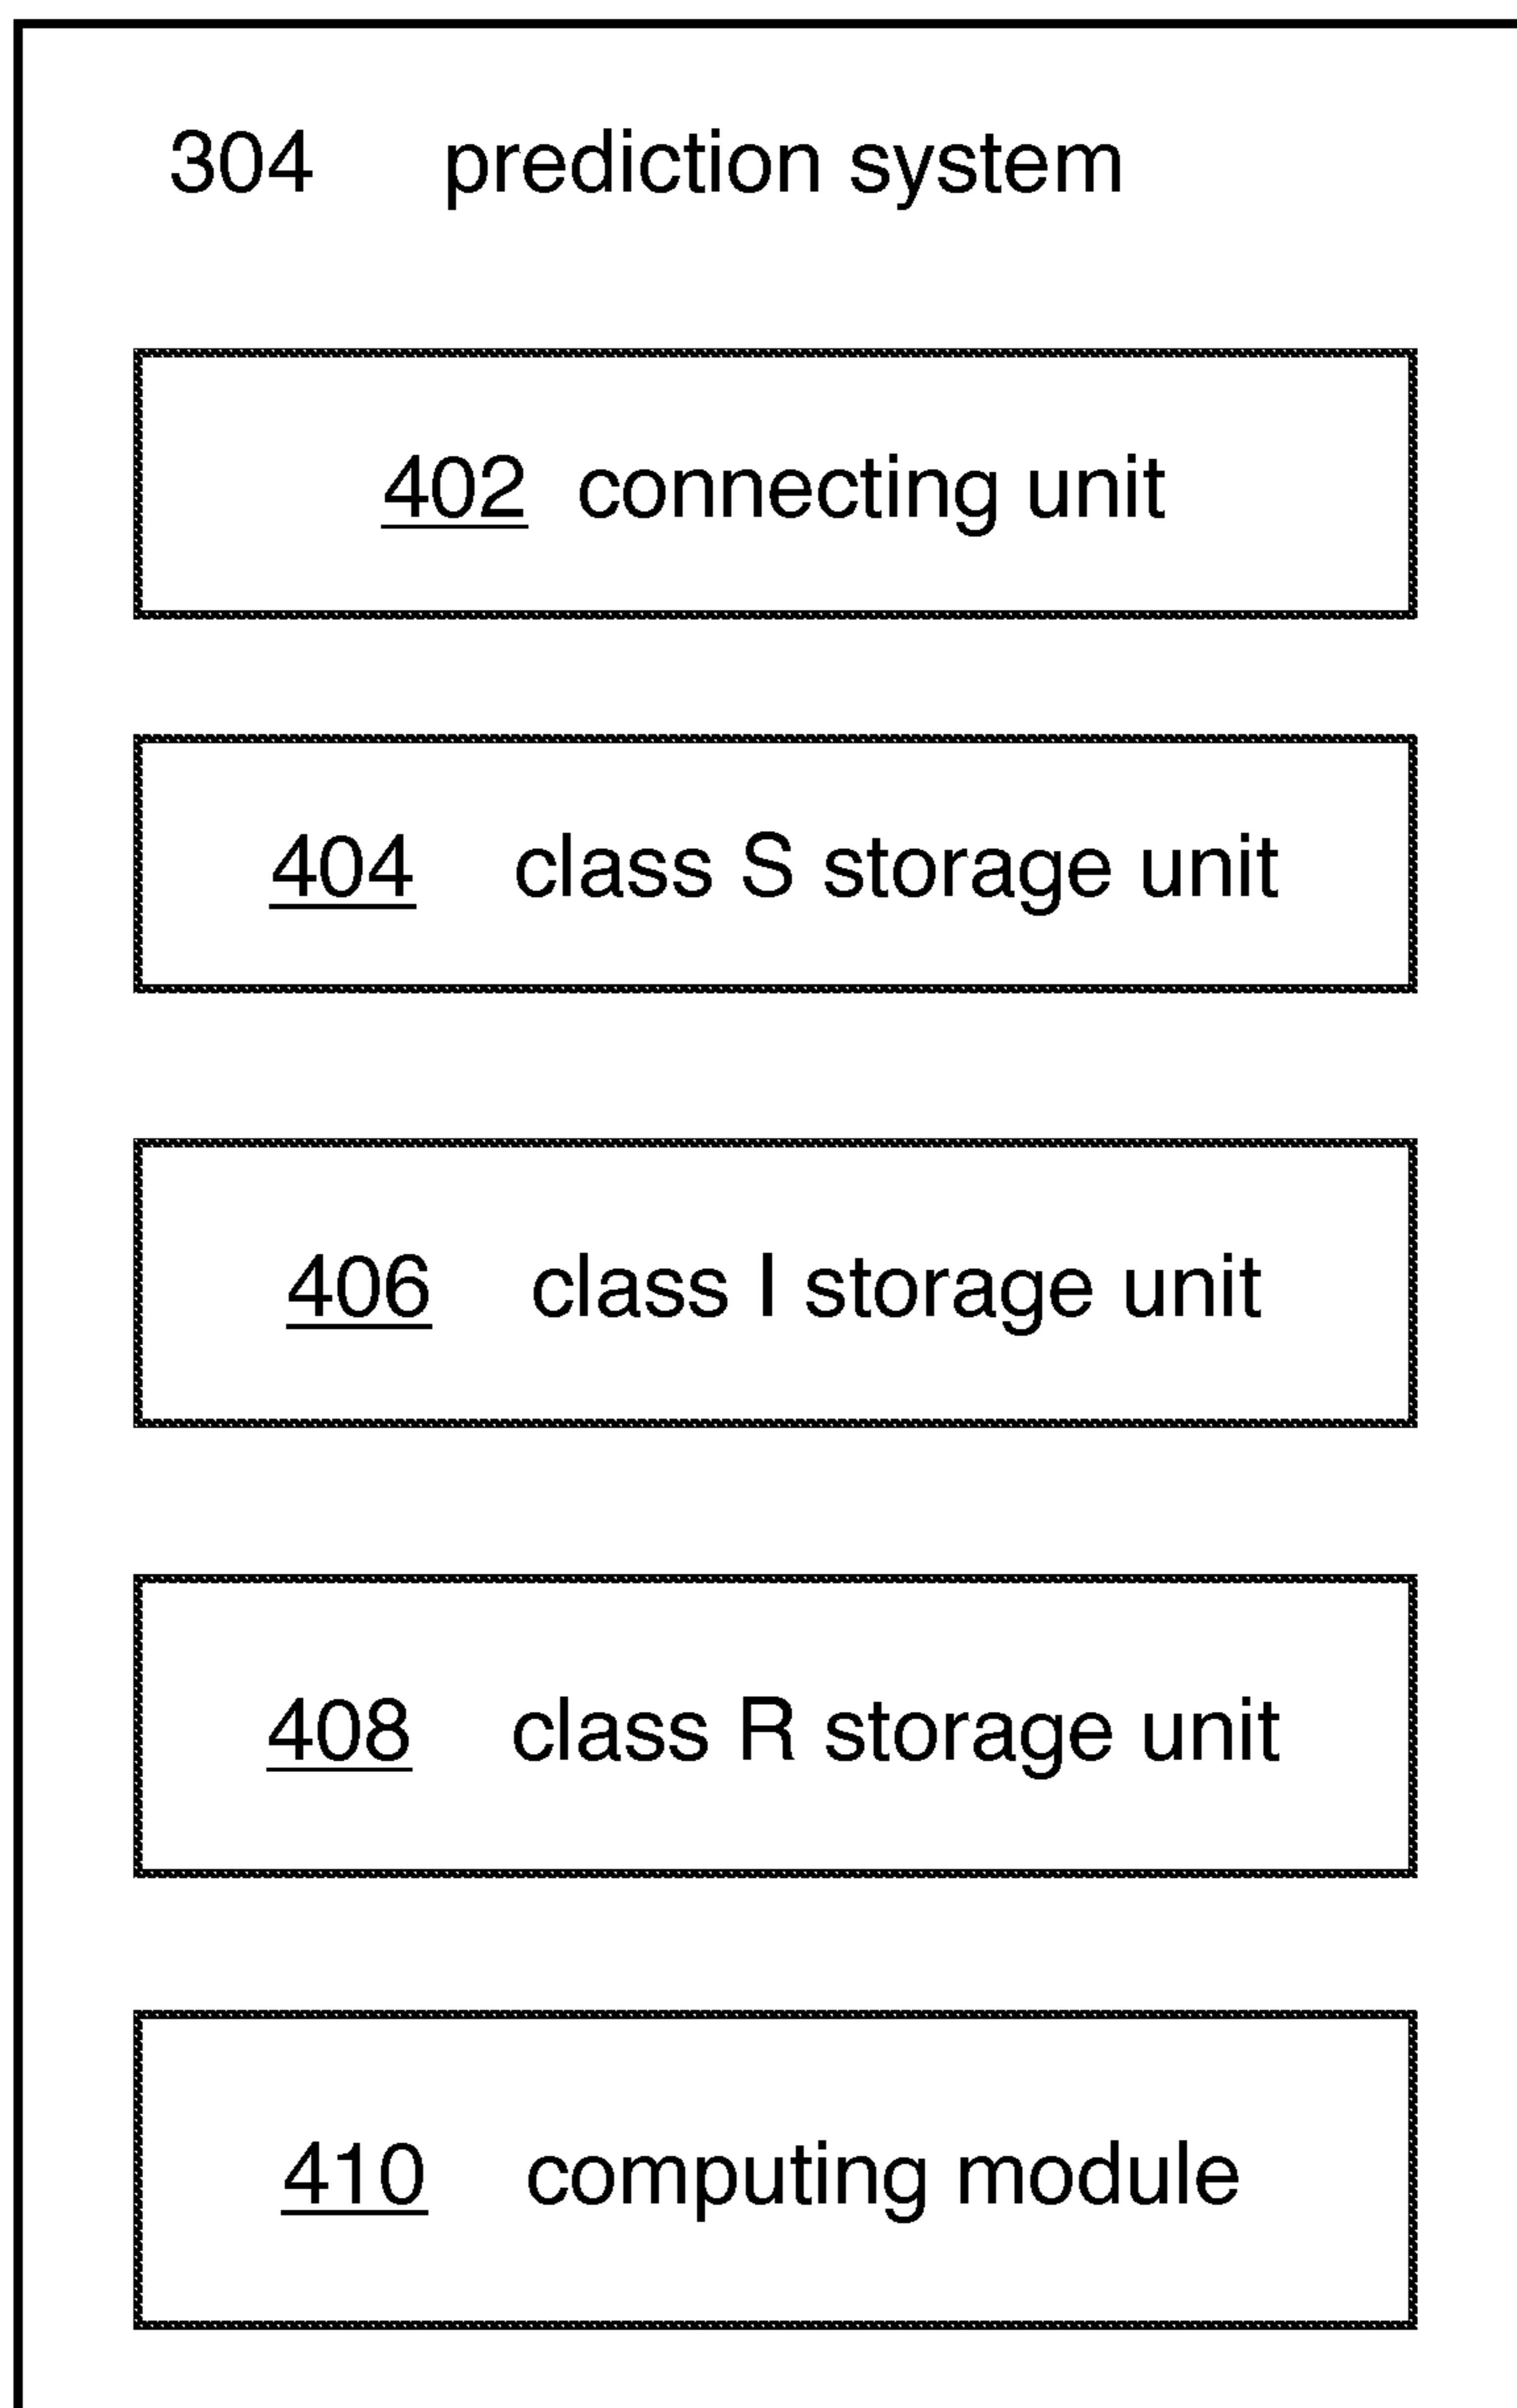 304 prediction system
402 connecting unit
404 class S storage unit
406 class I storage unit
408 class R storage unit
410 computing module